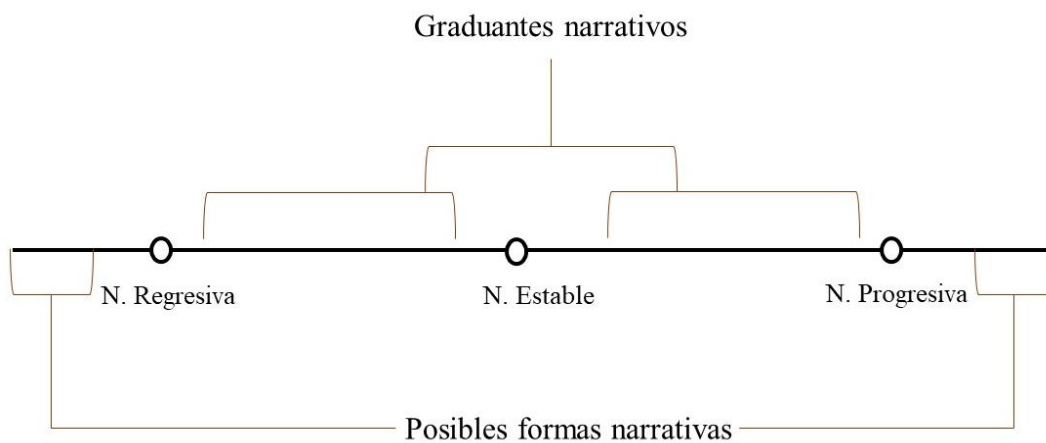 Graduantes narrativos
N. Regresiva
N. Estable
N. Progresiva
Posibles formas narrativas